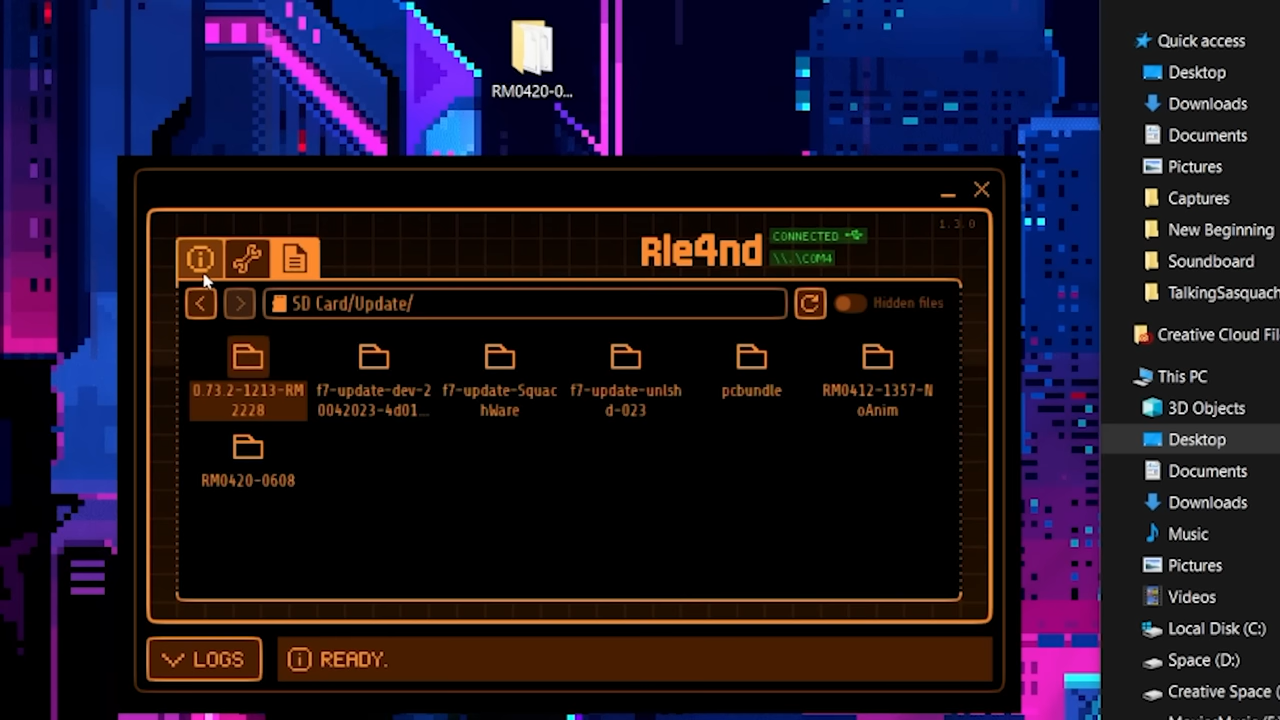 RM0420-0...
1.3.0
Rle4nd
CONNECTED
\\.\COM4
SD Card/Update/
Hidden files
0.73.2-1213-RM
2228
f7-update-dev-2
0042023-4d01...
f7-update-Squac
hWare
f7-update-unlsh
d-023
pcbundle
RM0412-1357-N
oAnim
RM0420-0608
LOGS
READY.
Quick access
Desktop
Downloads
Documents
Pictures
Captures
New Beginning
Soundboard
TalkingSasquach
Creative Cloud Fil
This PC
3D Objects
Desktop
Documents
Downloads
Music
Pictures
Videos
Local Disk (C:)
Space (D:)
Creative Space (